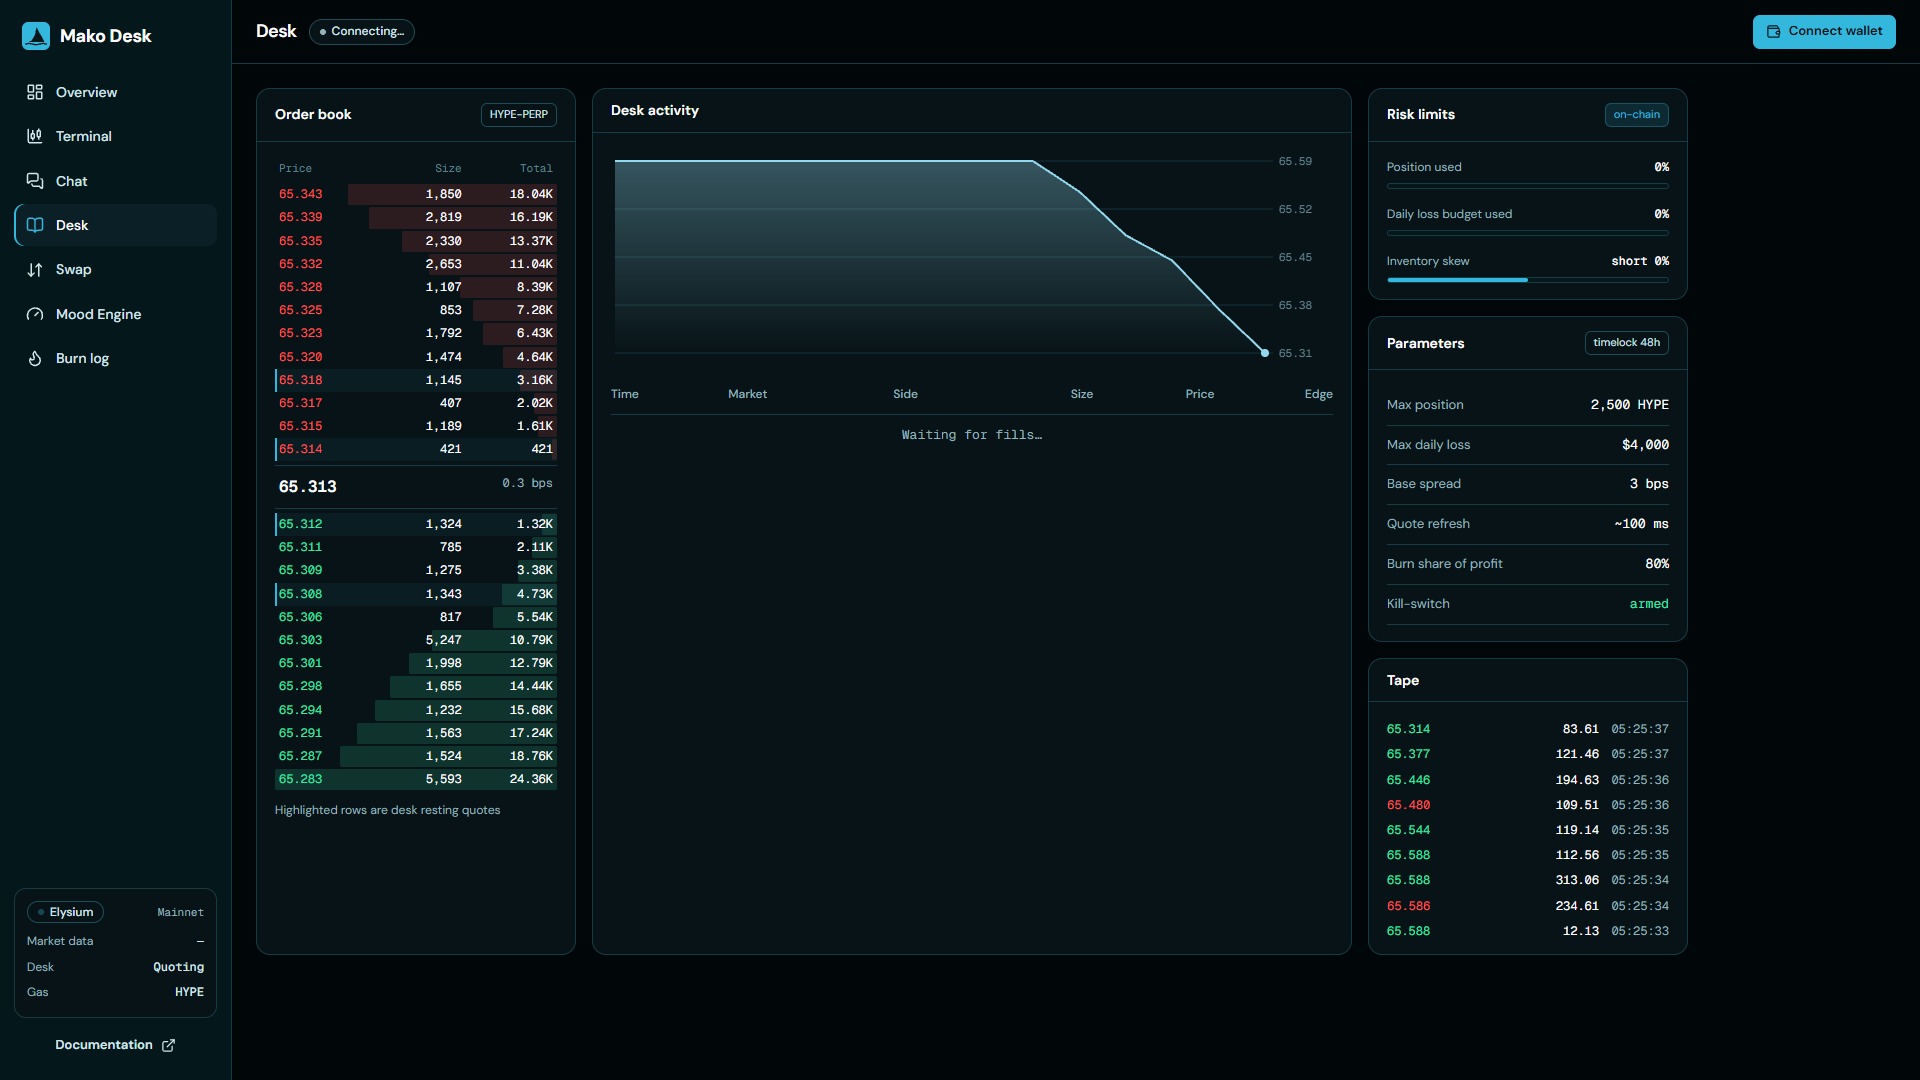 Mako Desk
Overview
Terminal
Chat
Desk
Swap
Mood Engine
Burn log
Elysium Mainnet
Market data –
Desk Quoting
Gas HYPE
Documentation
Desk Connecting…
Connect wallet
Order book HYPE-PERP
Price Size Total
65.343 1,850 18.04K
65.339 2,819 16.19K
65.335 2,330 13.37K
65.332 2,653 11.04K
65.328 1,107 8.39K
65.325 853 7.28K
65.323 1,792 6.43K
65.320 1,474 4.64K
65.318 1,145 3.16K
65.317 407 2.02K
65.315 1,189 1.61K
65.314 421 421
65.313 0.3 bps
65.312 1,324 1.32K
65.311 785 2.11K
65.309 1,275 3.38K
65.308 1,343 4.73K
65.306 817 5.54K
65.303 5,247 10.79K
65.301 1,998 12.79K
65.298 1,655 14.44K
65.294 1,232 15.68K
65.291 1,563 17.24K
65.287 1,524 18.76K
65.283 5,593 24.36K
Highlighted rows are desk resting quotes
Desk activity
65.59
65.52
65.45
65.38
65.31
Time Market Side Size Price Edge
Waiting for fills…
Risk limits on-chain
Position used 0%
Daily loss budget used 0%
Inventory skew short 0%
Parameters timelock 48h
Max position 2,500 HYPE
Max daily loss $4,000
Base spread 3 bps
Quote refresh ~100 ms
Burn share of profit 80%
Kill-switch armed
Tape
65.314 83.61 05:25:37
65.377 121.46 05:25:37
65.446 194.63 05:25:36
65.480 109.51 05:25:36
65.544 119.14 05:25:35
65.588 112.56 05:25:35
65.588 313.06 05:25:34
65.586 234.61 05:25:34
65.588 12.13 05:25:33